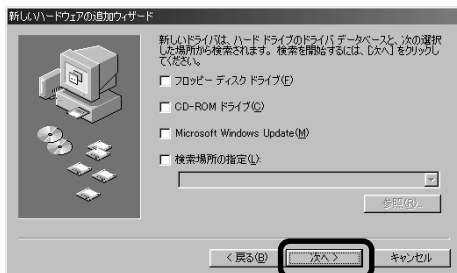 新しいハードウェアの追加ウィザード
新しいドライバは、ハード ドライブのドライバ データベースと、次の選択
した場所から検索されます。 検索を開始するには、[次へ] をクリックし
てください。
フロッピー ディスク ドライブ(F)
CD-ROM ドライブ(C)
Microsoft Windows Update(M)
検索場所の指定(L):
参照(R)...
< 戻る(B)
次へ >
キャンセル